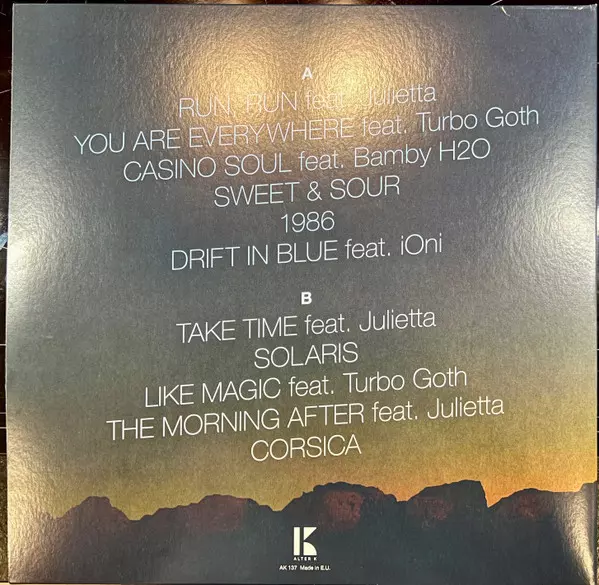 A
RUN, RUN feat. Julietta
YOU ARE EVERYWHERE feat. Turbo Goth
CASINO SOUL feat. Bamby H2O
SWEET & SOUR
1986
DRIFT IN BLUE feat. iOni
B
TAKE TIME feat. Julietta
SOLARIS
LIKE MAGIC feat. Turbo Goth
THE MORNING AFTER feat. Julietta
CORSICA
K
ALTER K
AK 137 Made in E.U.